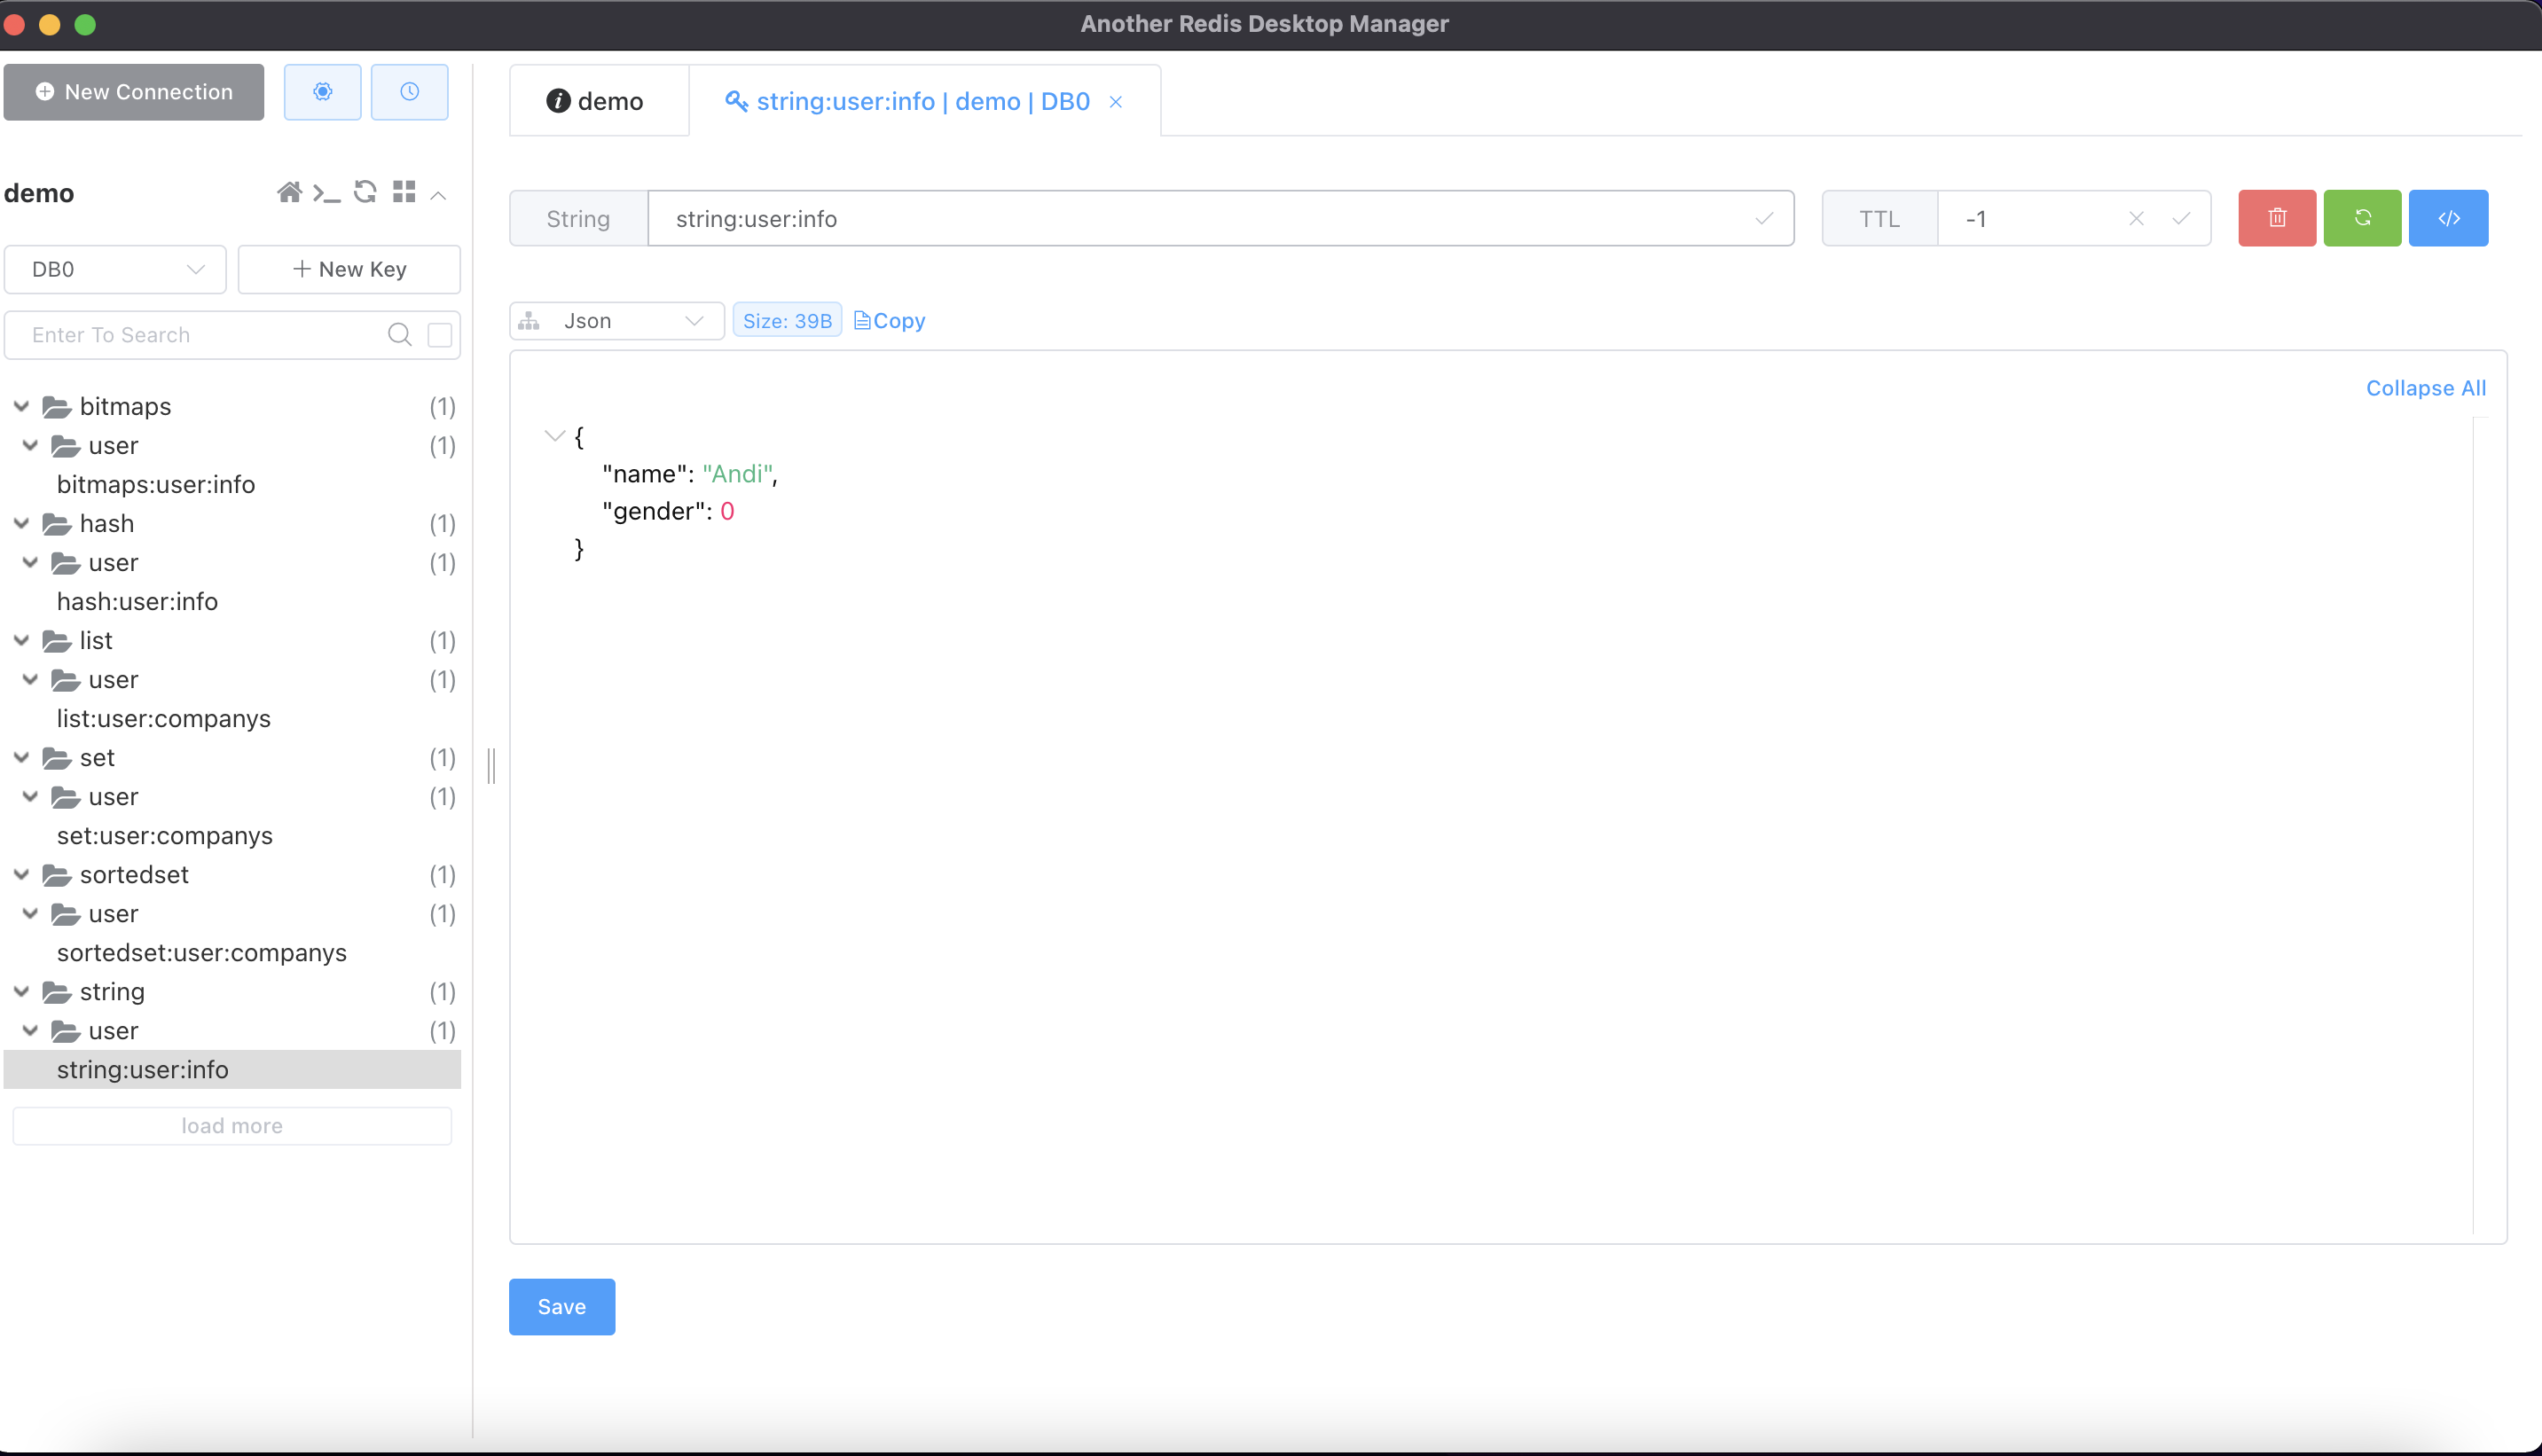 Another Redis Desktop Manager
New Connection
demo
DB0
New Key
Enter To Search
bitmaps (1)
user (1)
bitmaps:user:info
hash (1)
user (1)
hash:user:info
list (1)
user (1)
list:user:companys
set (1)
user (1)
set:user:companys
sortedset (1)
user (1)
sortedset:user:companys
string (1)
user (1)
string:user:info
load more
demo
string:user:info | demo | DB0
String string:user:info
TTL -1
Json Size: 39B Copy
Collapse All
{
"name": "Andi",
"gender": 0
}
Save